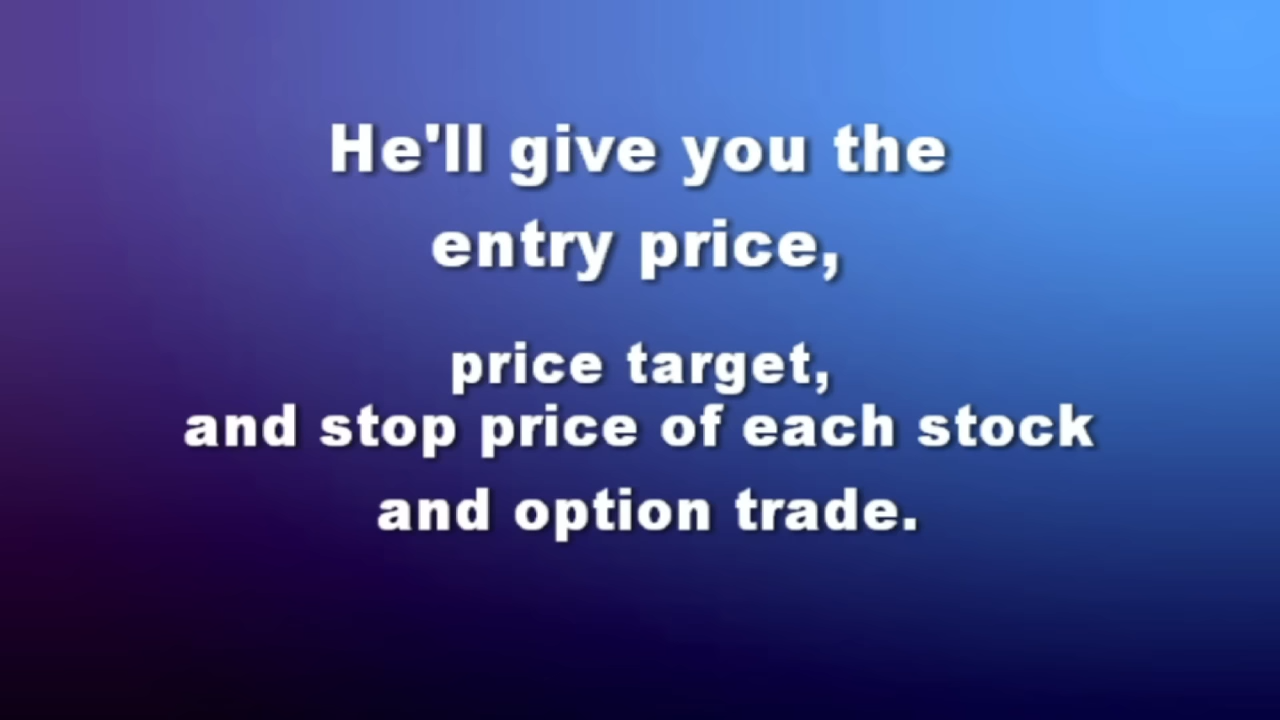 He'll give you the
entry price,
price target,
and stop price of each stock
and option trade.